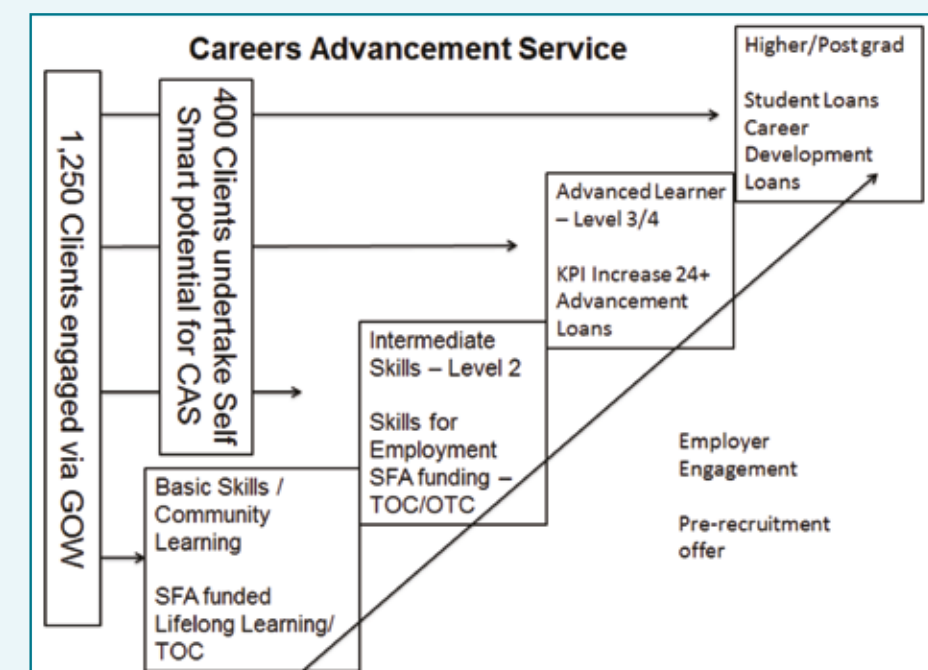 Careers Advancement Service
1,250 Clients engaged via GOW
400 Clients undertake Self
Smart potential for CAS
Basic Skills /
Community
Learning
SFA funded
Lifelong Learning/
TOC
Intermediate
Skills – Level 2
Skills for
Employment
SFA funding –
TOC/OTC
Advanced Learner
– Level 3/4
KPI Increase 24+
Advancement
Loans
Higher/Post grad
Student Loans
Career
Development
Loans
Employer
Engagement
Pre-recruitment
offer